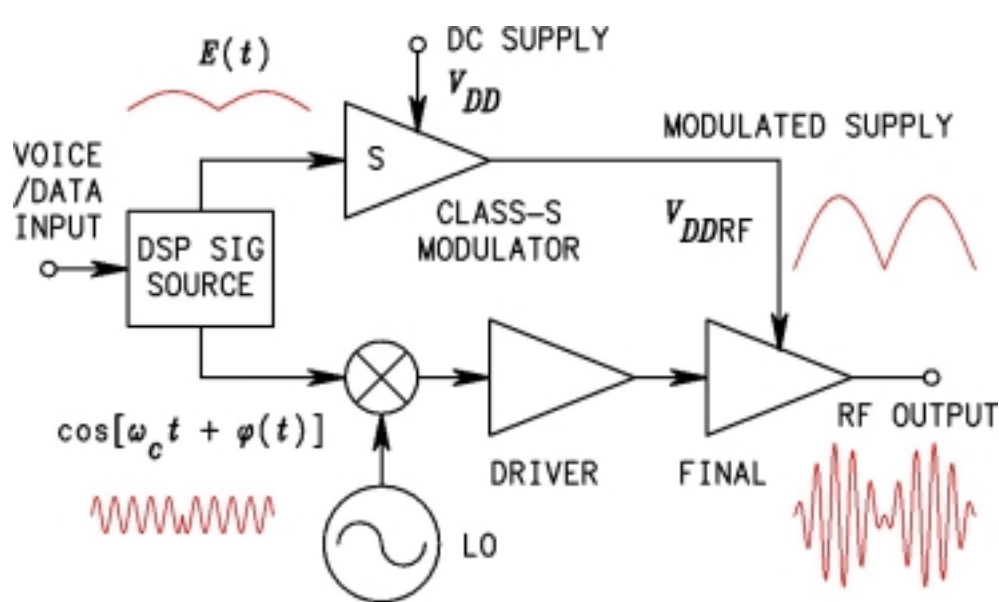 E(t)
DC SUPPLY
V_DD
VOICE
/DATA
INPUT
S
MODULATED SUPPLY
CLASS-S
MODULATOR
V_DDRF
DSP SIG
SOURCE
cos[ω_c t + φ(t)]
DRIVER
FINAL
RF OUTPUT
LO